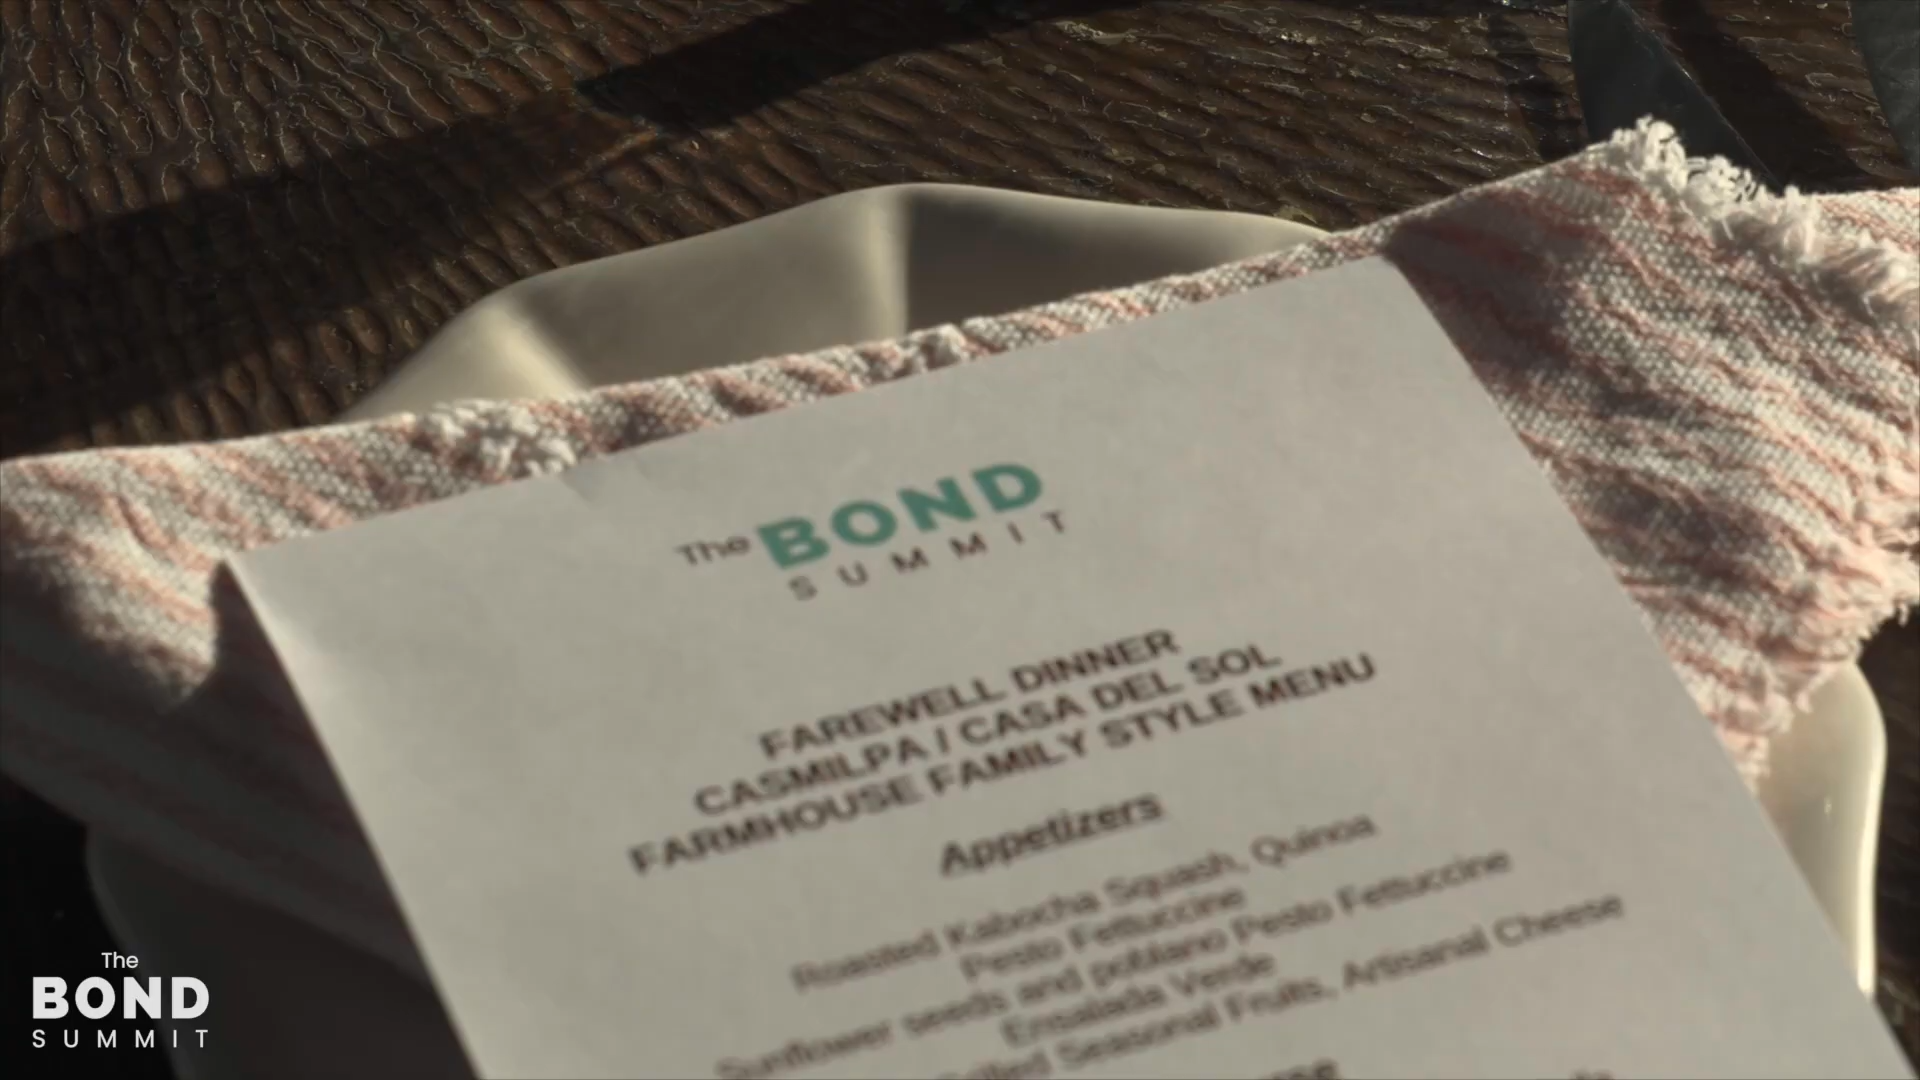 The BOND
SUMMIT
FAREWELL DINNER
CASMILPA / CASA DEL SOL
FARMHOUSE FAMILY STYLE MENU
Appetizers
Roasted Kabocha Squash, Quinoa
Pesto Fettuccine
Sunflower seeds and poblano Pesto Fettuccine
Ensalada Verde
Grilled Seasonal Fruits, Artisanal Cheese
The
BOND
SUMMIT